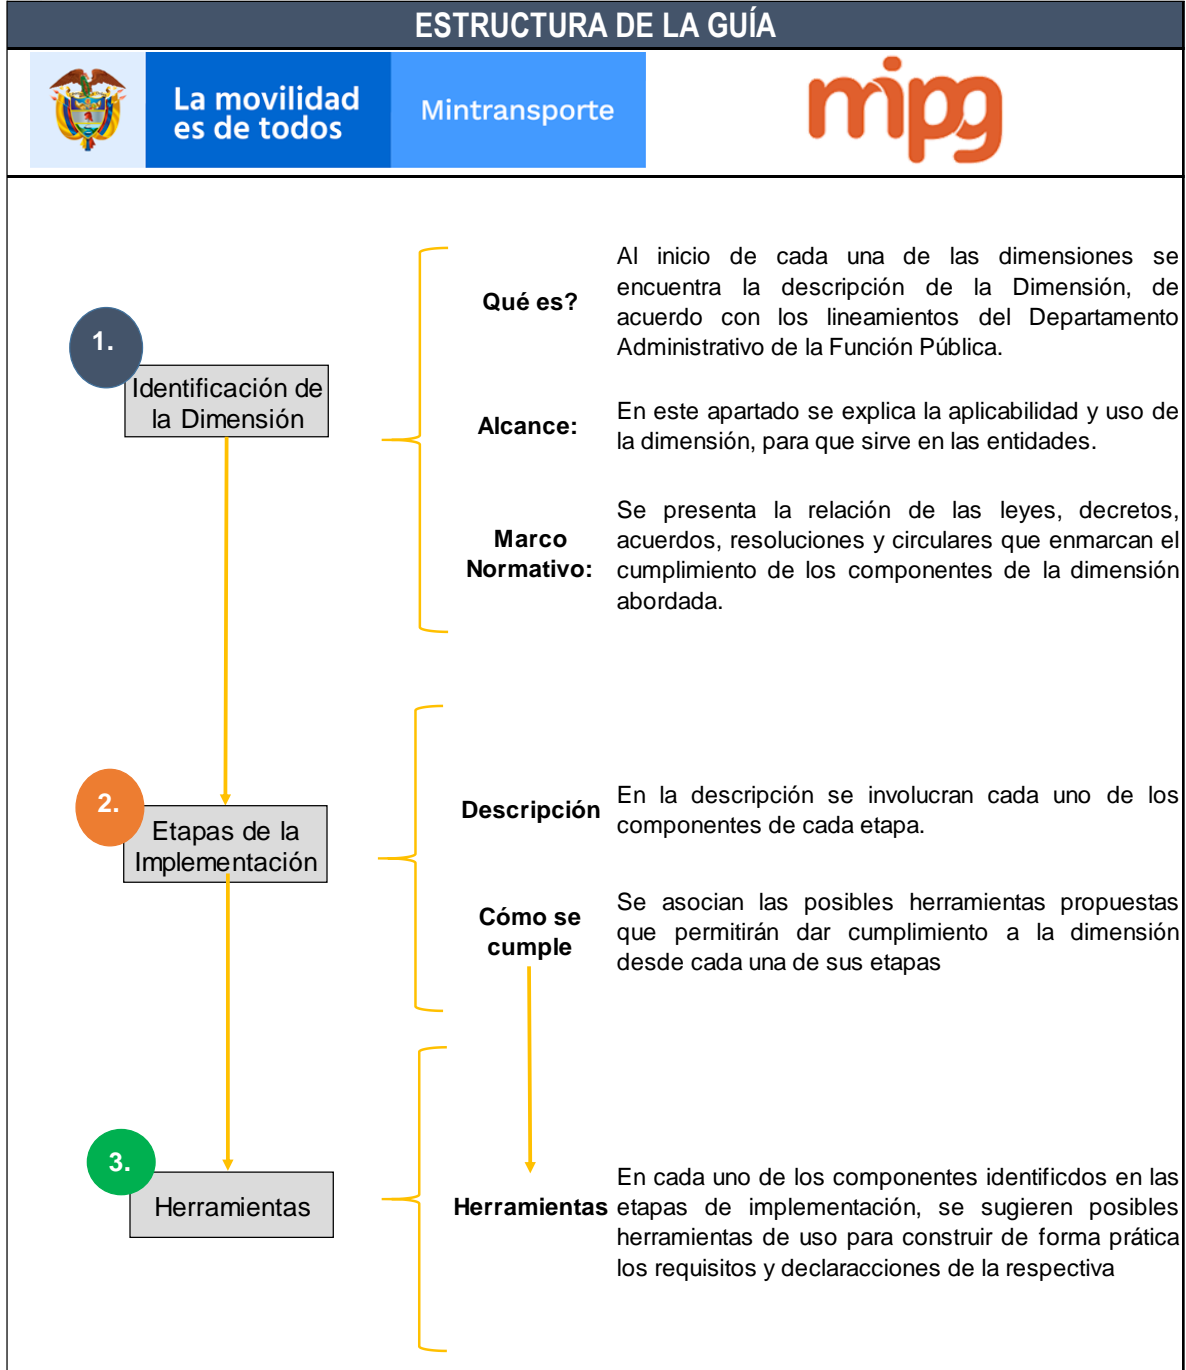 ESTRUCTURA DE LA GUÍA
La movilidad
es de todos
Mintransporte
mipg
1.
Identificación de
la Dimensión
Qué es?
Al inicio de cada una de las dimensiones se
encuentra la descripción de la Dimensión, de
acuerdo con los lineamientos del Departamento
Administrativo de la Función Pública.
Alcance:
En este apartado se explica la aplicabilidad y uso de
la dimensión, para que sirve en las entidades.
Marco
Normativo:
Se presenta la relación de las leyes, decretos,
acuerdos, resoluciones y circulares que enmarcan el
cumplimiento de los componentes de la dimensión
abordada.
2.
Etapas de la
Implementación
Descripción
En la descripción se involucran cada uno de los
componentes de cada etapa.
Cómo se
cumple
Se asocian las posibles herramientas propuestas
que permitirán dar cumplimiento a la dimensión
desde cada una de sus etapas
3.
Herramientas
Herramientas
En cada uno de los componentes identificdos en las
etapas de implementación, se sugieren posibles
herramientas de uso para construir de forma prática
los requisitos y declaracciones de la respectiva